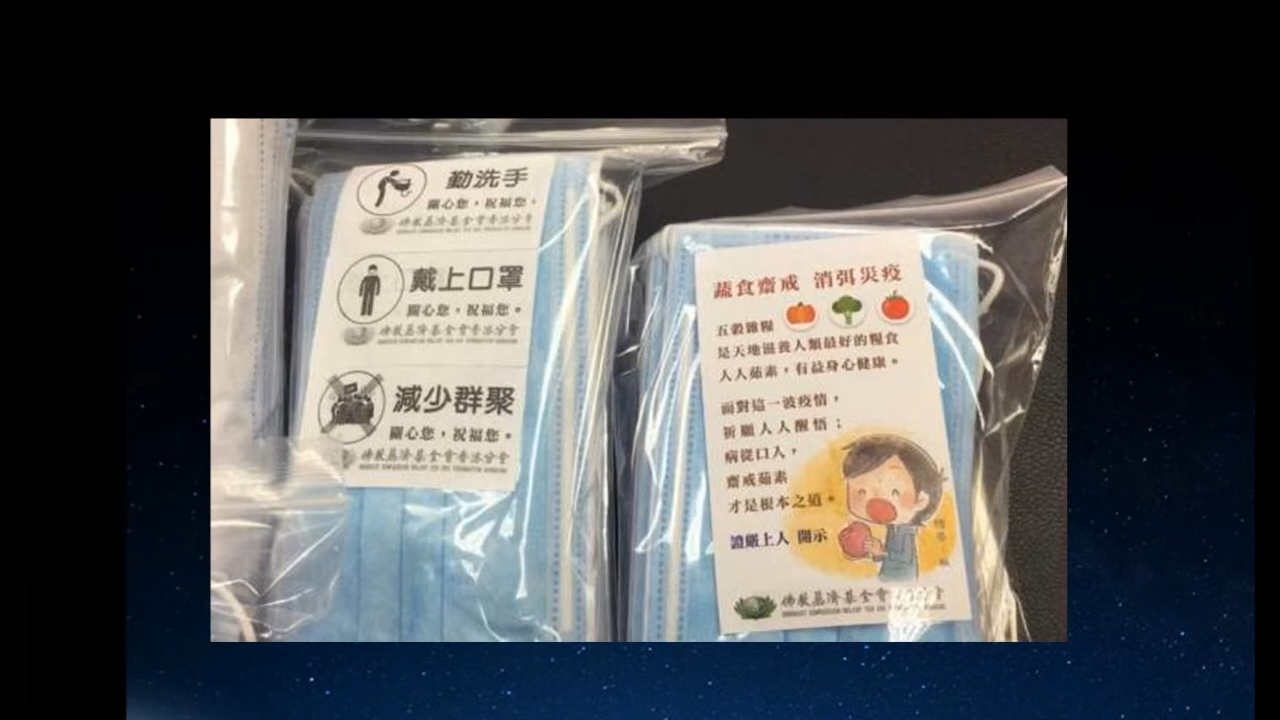 勤洗手
關心您，祝福您。
佛教慈濟基金會香港分會
戴上口罩
關心您，祝福您。
佛教慈濟基金會香港分會
減少群聚
關心您，祝福您。
佛教慈濟基金會香港分會
蔬食齋戒 消弭災疫
五穀雜糧
是天地滋養人類最好的糧食
人人茹素，有益身心健康。
面對這一波疫情，
祈願人人醒悟；
病從口入，
齋戒茹素
才是根本之道。
證嚴上人 開示
佛教慈濟基金會香港分會